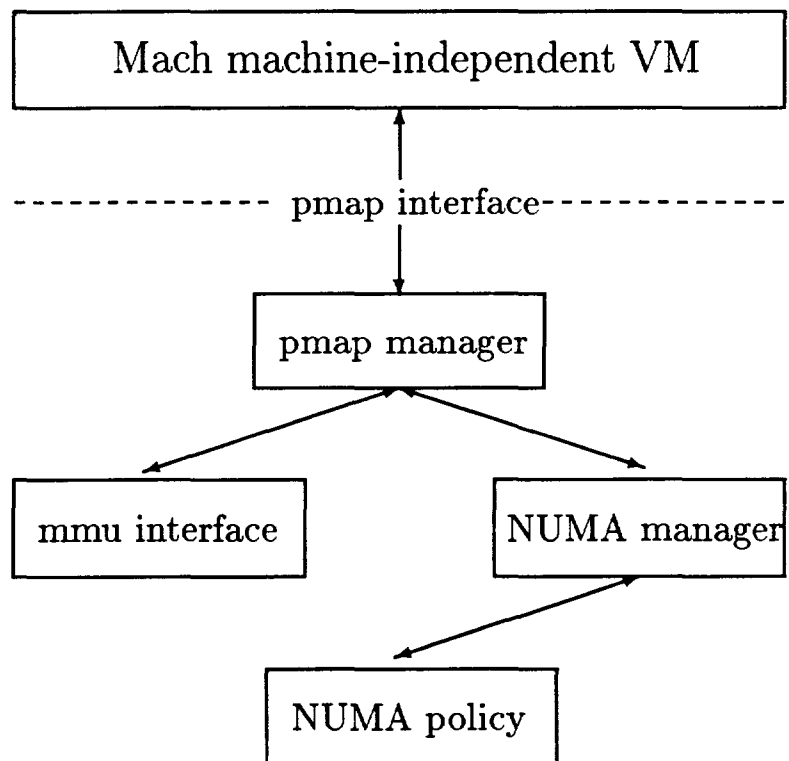 Mach machine-independent VM
pmap interface
pmap manager
mmu interface
NUMA manager
NUMA policy